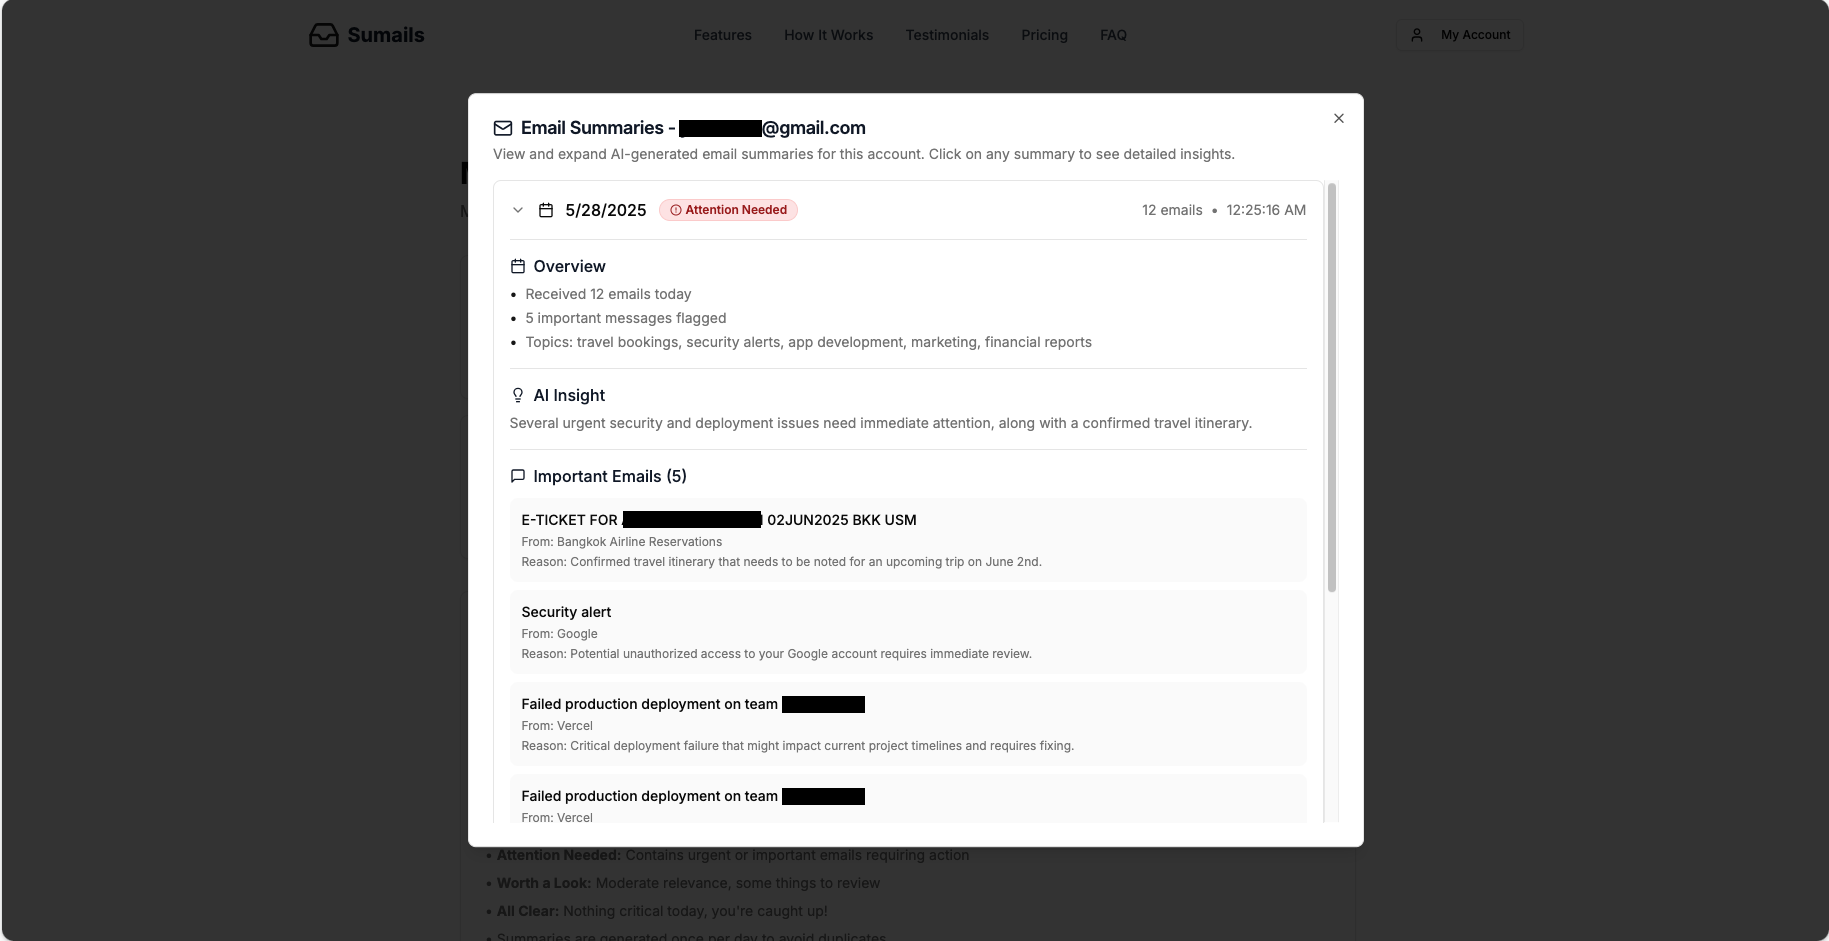 Sumails
Features How It Works Testimonials Pricing FAQ
My Account
Email Summaries - @gmail.com
View and expand AI-generated email summaries for this account. Click on any summary to see detailed insights.
5/28/2025 Attention Needed 12 emails • 12:25:16 AM
Overview
• Received 12 emails today
• 5 important messages flagged
• Topics: travel bookings, security alerts, app development, marketing, financial reports
AI Insight
Several urgent security and deployment issues need immediate attention, along with a confirmed travel itinerary.
Important Emails (5)
E-TICKET FOR 02JUN2025 BKK USM
From: Bangkok Airline Reservations
Reason: Confirmed travel itinerary that needs to be noted for an upcoming trip on June 2nd.
Security alert
From: Google
Reason: Potential unauthorized access to your Google account requires immediate review.
Failed production deployment on team
From: Vercel
Reason: Critical deployment failure that might impact current project timelines and requires fixing.
Failed production deployment on team
From: Vercel
• Attention Needed: Contains urgent or important emails requiring action
• Worth a Look: Moderate relevance, some things to review
• All Clear: Nothing critical today, you're caught up!
• Summaries are generated once per day to avoid duplicates